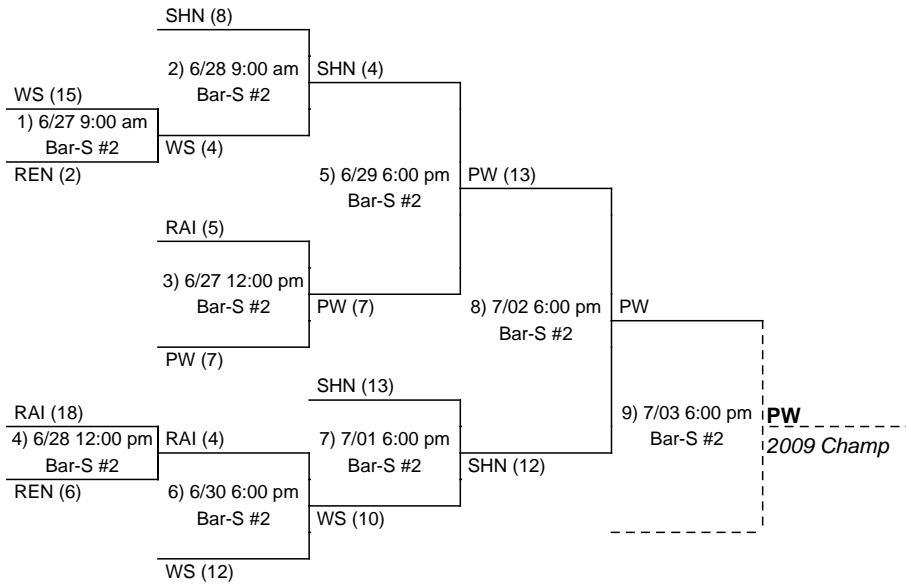 SHN (8)
2) 6/28 9:00 am
Bar-S #2
SHN (4)
WS (15)
1) 6/27 9:00 am
Bar-S #2
WS (4)
REN (2)
5) 6/29 6:00 pm
Bar-S #2
PW (13)
RAI (5)
3) 6/27 12:00 pm
Bar-S #2
PW (7)
PW (7)
8) 7/02 6:00 pm
Bar-S #2
PW
SHN (13)
RAI (18)
4) 6/28 12:00 pm
Bar-S #2
RAI (4)
REN (6)
7) 7/01 6:00 pm
Bar-S #2
SHN (12)
6) 6/30 6:00 pm
Bar-S #2
WS (10)
WS (12)
9) 7/03 6:00 pm
Bar-S #2
PW
2009 Champ